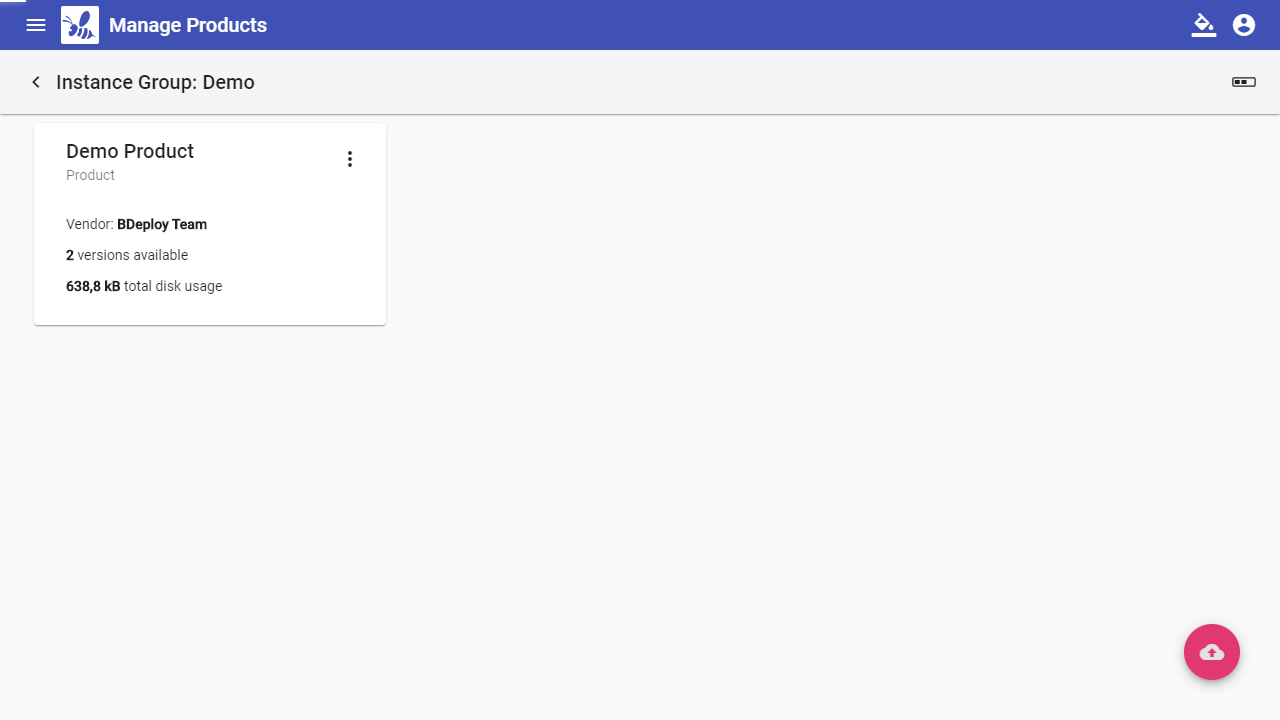 Manage Products
Instance Group: Demo
Demo Product
Product
Vendor: BDeploy Team
2 versions available
638,8 kB total disk usage